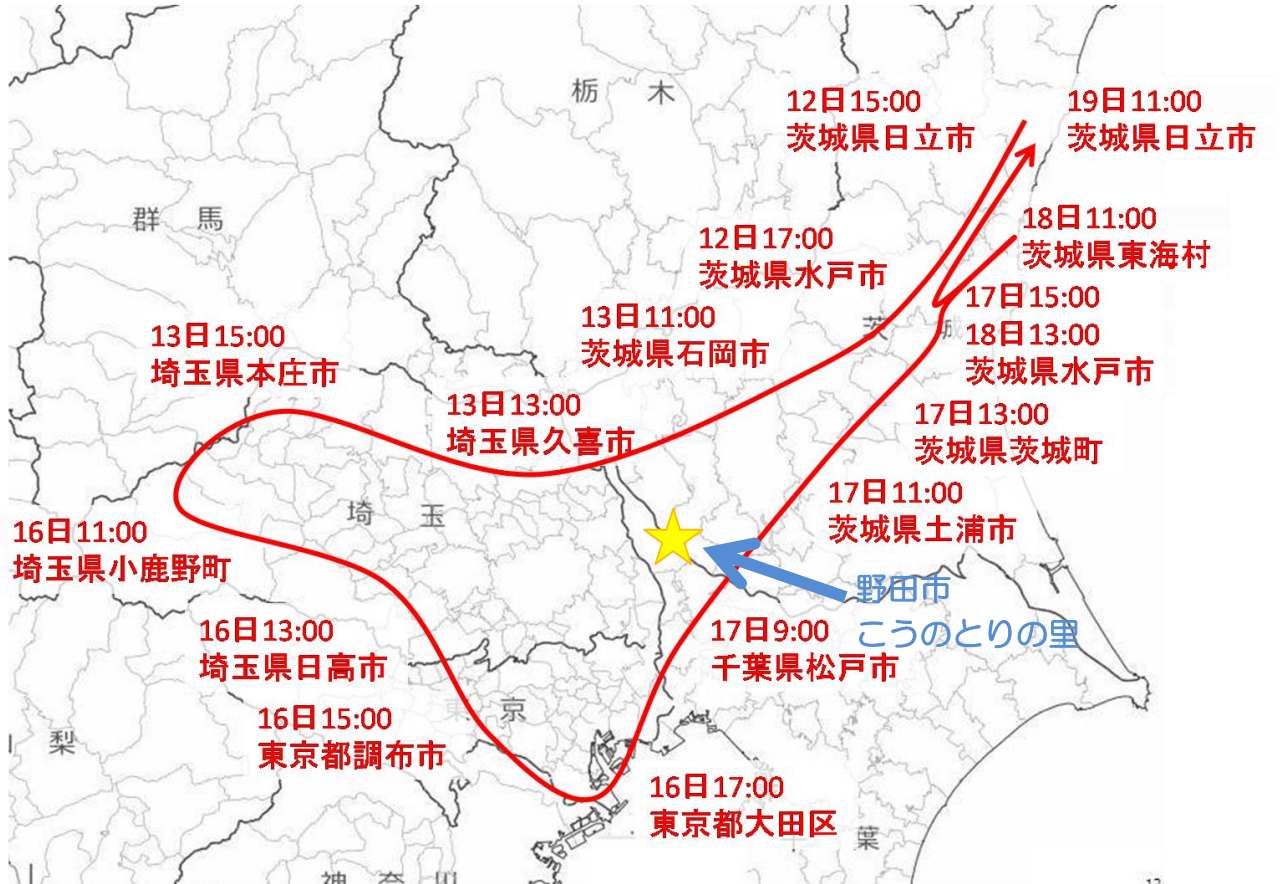 栃 木
12日15:00
茨城県日立市
19日11:00
茨城県日立市
群 馬
12日17:00
茨城県水戸市
18日11:00
茨城県東海村
17日15:00
18日13:00
茨城県水戸市
茨 城
13日11:00
茨城県石岡市
13日15:00
埼玉県本庄市
13日13:00
埼玉県久喜市
17日13:00
茨城県茨城町
埼 玉
17日11:00
茨城県土浦市
16日11:00
埼玉県小鹿野町
野田市
こうのとりの里
16日13:00
埼玉県日高市
17日9:00
千葉県松戸市
東 京
16日15:00
東京都調布市
梨
16日17:00
東京都大田区
葉
神 奈 川